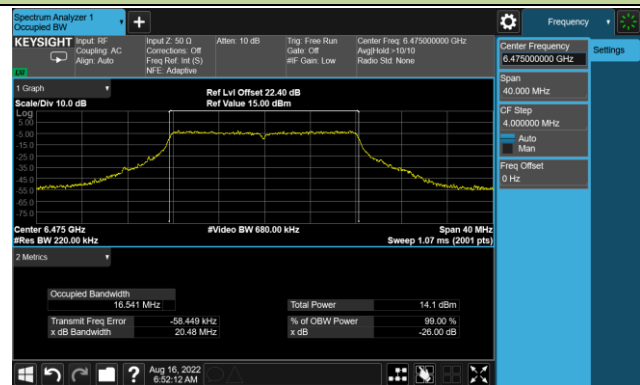 Spectrum Analyzer 1
Occupied BW
Frequency
KEYSIGHT
Input: RF
Coupling: AC
Align: Auto
Input Z: 50 Ω
Corrections: Off
Freq Ref: Int (S)
NFE: Adaptive
Atten: 10 dB
Trig: Free Run
Gate: Off
#IF Gain: Low
Center Freq: 6.475000000 GHz
Avg|Hold >10/10
Radio Std: None
LV
Center Frequency
6.475000000 GHz
Settings
Span
40.000 MHz
CF Step
4.000000 MHz
Auto
Man
Freq Offset
0 Hz
1 Graph
Scale/Div 10.0 dB
Ref Lvl Offset 22.40 dB
Ref Value 15.00 dBm
Log
5.00
-5.00
-15.0
-25.0
-35.0
-45.0
-55.0
-65.0
-75.0
Center 6.475 GHz
#Res BW 220.00 kHz
#Video BW 680.00 kHz
Span 40 MHz
Sweep 1.07 ms (2001 pts)
2 Metrics
Occupied Bandwidth
16.541 MHz
Total Power 14.1 dBm
Transmit Freq Error -58.449 kHz
% of OBW Power 99.00 %
x dB Bandwidth 20.48 MHz
x dB -26.00 dB
?
Aug 16, 2022
6:52:12 AM